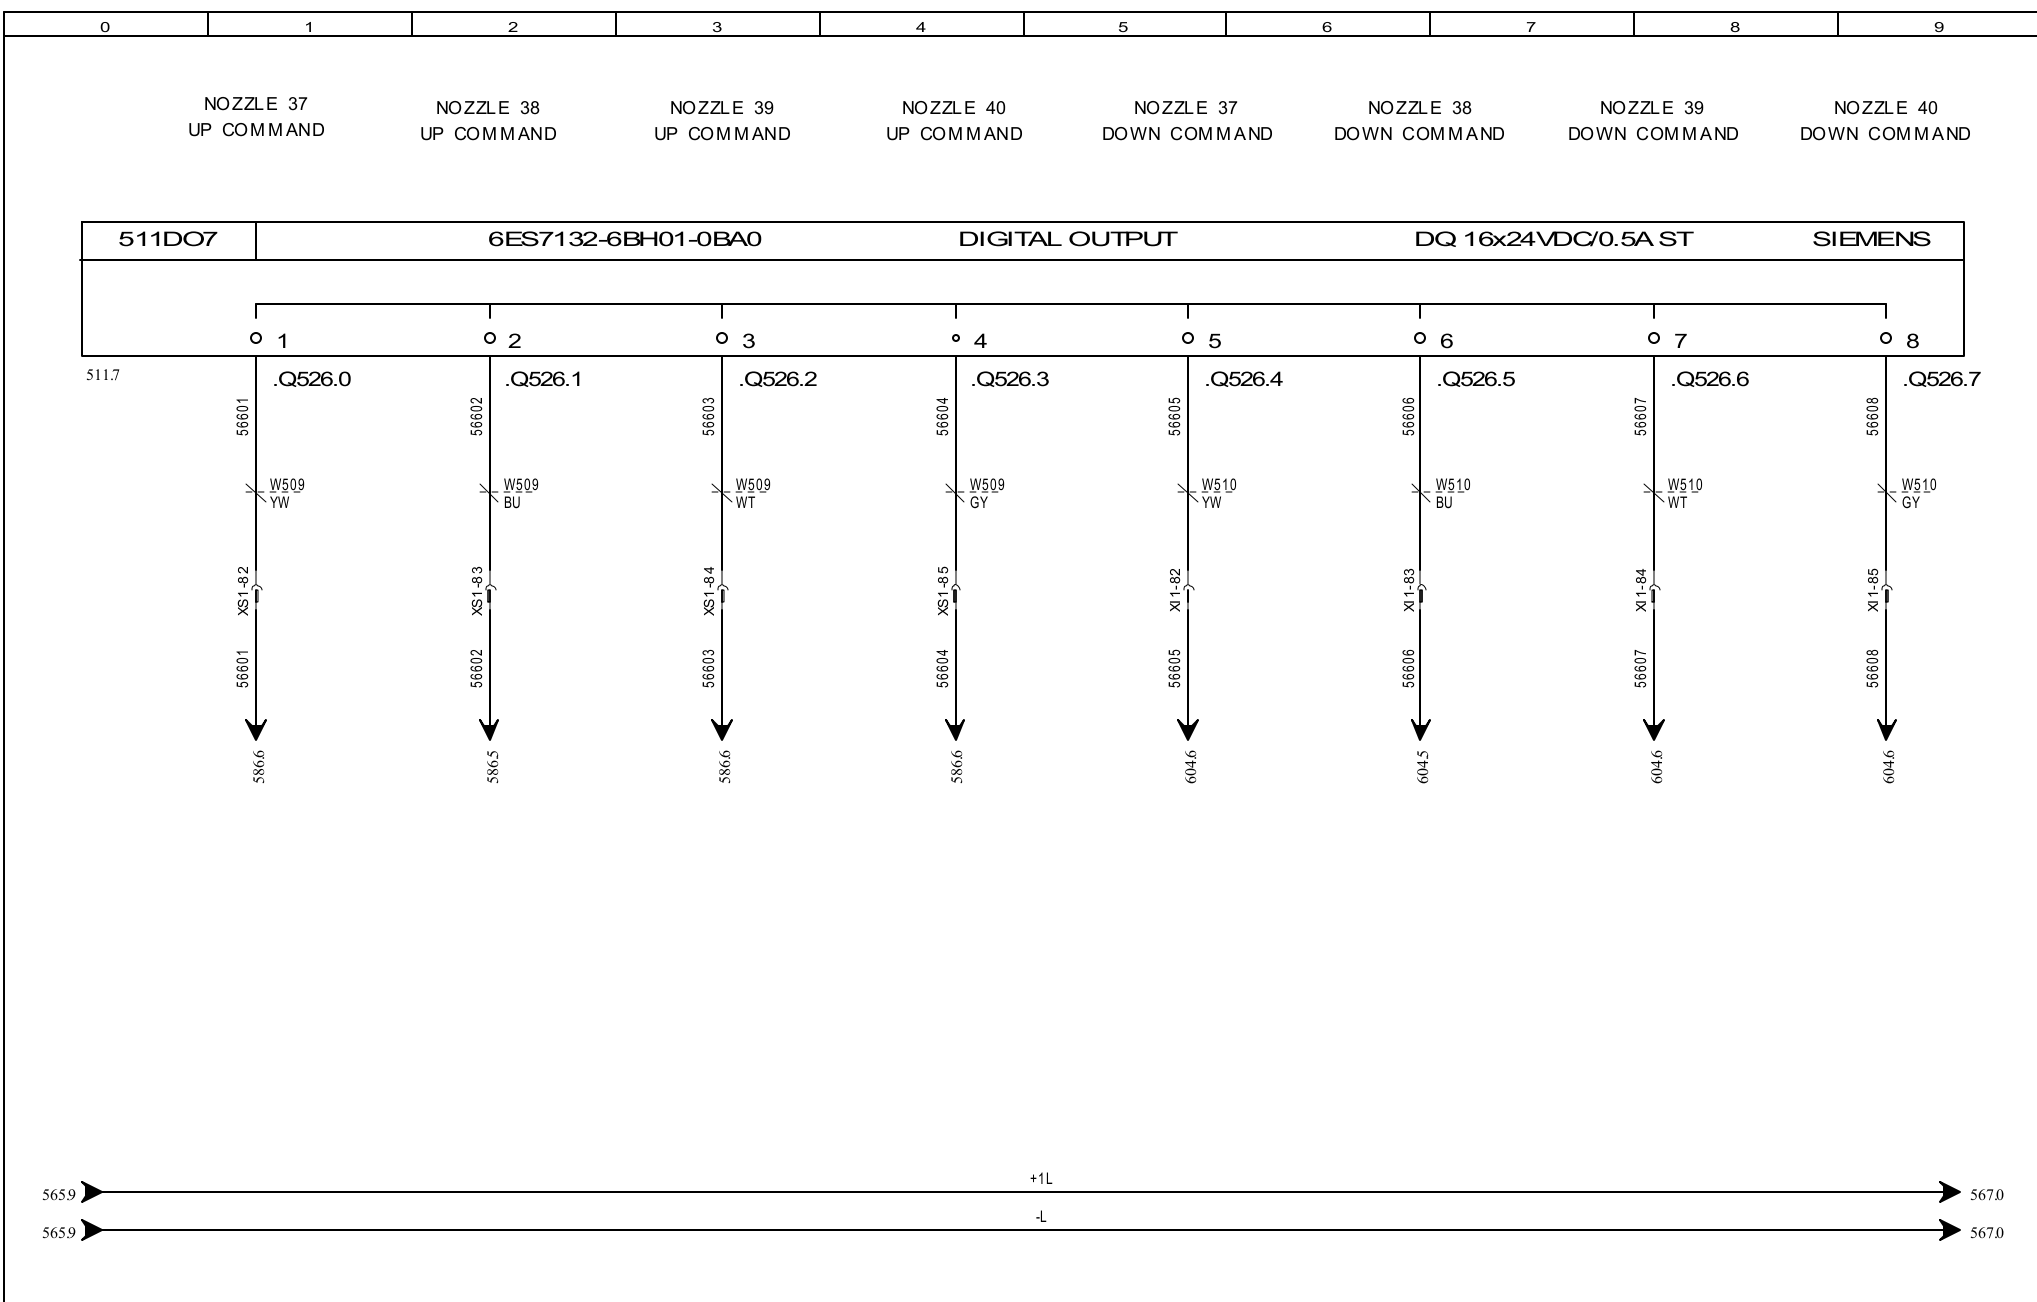 0 1 2 3 4 5 6 7 8 9
NOZZLE 37 NOZZLE 38 NOZZLE 39 NOZZLE 40 NOZZLE 37 NOZZLE 38 NOZZLE 39 NOZZLE 40
UP COMMAND UP COMMAND UP COMMAND UP COMMAND DOWN COMMAND DOWN COMMAND DOWN COMMAND DOWN COMMAND
511DO7 6ES7132-6BH01-0BA0 DIGITAL OUTPUT DQ 16x24VDC/0.5A ST SIEMENS
1 2 3 4 5 6 7 8
511.7 .Q526.0 .Q526.1 .Q526.2 .Q526.3 .Q526.4 .Q526.5 .Q526.6 .Q526.7
56601 56602 56603 56604 56605 56606 56607 56608
W509 W509 W509 W509 W510 W510 W510 W510
YW BU WT GY YW BU WT GY
XS1-82 XS1-83 XS1-84 XS1-85 XI1-82 XI1-83 XI1-84 XI1-85
56601 56602 56603 56604 56605 56606 56607 56608
586.6 586.5 586.6 586.6 604.6 604.5 604.6 604.6
+1L
565.9 567.0
-L
565.9 567.0